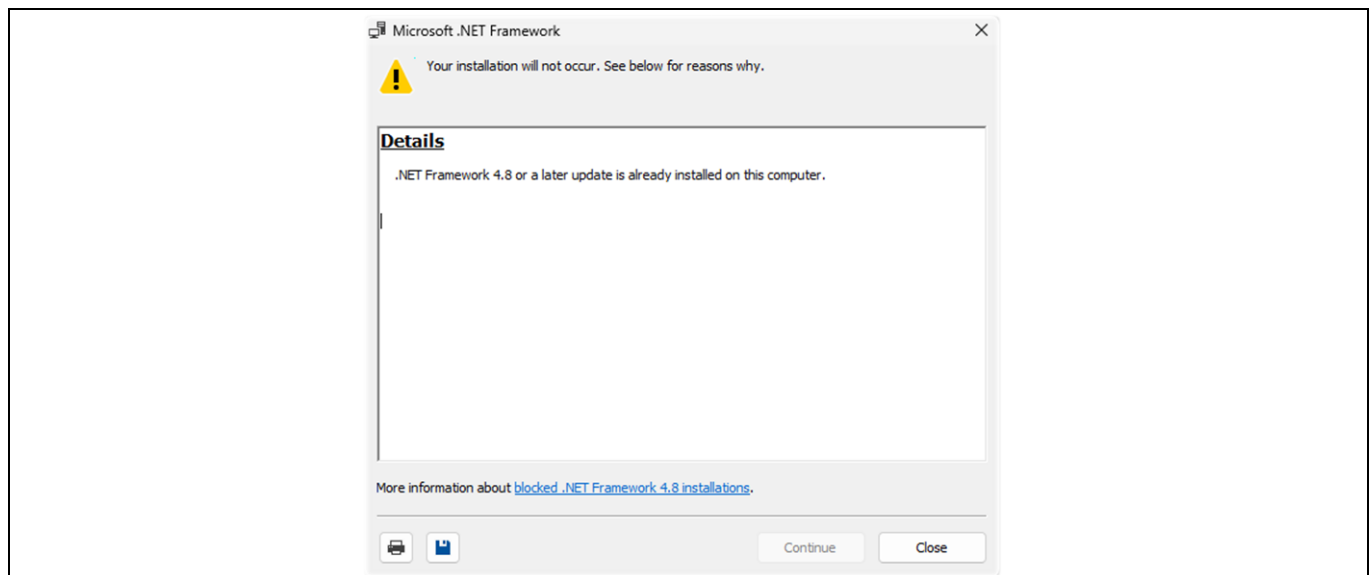 Microsoft .NET Framework
Your installation will not occur. See below for reasons why.
Details
.NET Framework 4.8 or a later update is already installed on this computer.
More information about blocked .NET Framework 4.8 installations.
Continue
Close